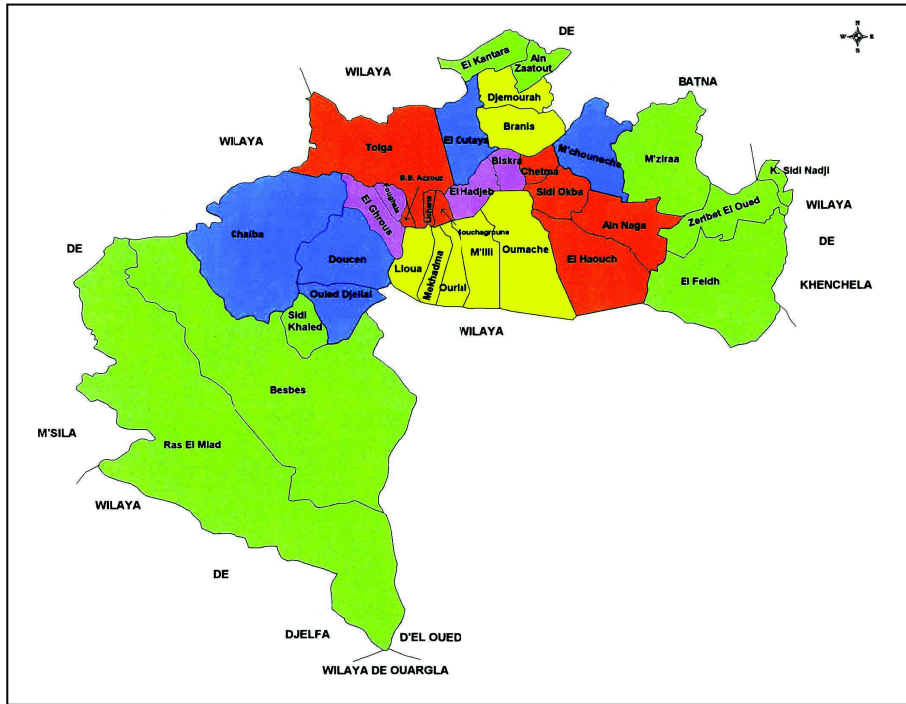 DE
N
W E
S
El Kantara
Ain
Zaatout
WILAYA
BATNA
Djemourah
Branis
WILAYA
Tolga
El Outaya
M'chouneche
M'ziraa
K. Sidi Nadji
Biskra
Chetma
B.B. Azzouz
El Hadjeb
Sidi Okba
Foughala
Lichana
El Ghrous
Zeribet El Oued
WILAYA
Ain Naga
Bouchagroune
DE
Chaiba
DE
Doucen
M'lili
Oumache
El Haouch
Lioua
Mekhadma
Ourlal
El Feidh
KHENCHELA
Ouled Djellal
Sidi
Khaled
WILAYA
Besbes
M'SILA
Ras El Miad
WILAYA
DE
DJELFA
D'EL OUED
WILAYA DE OUARGLA